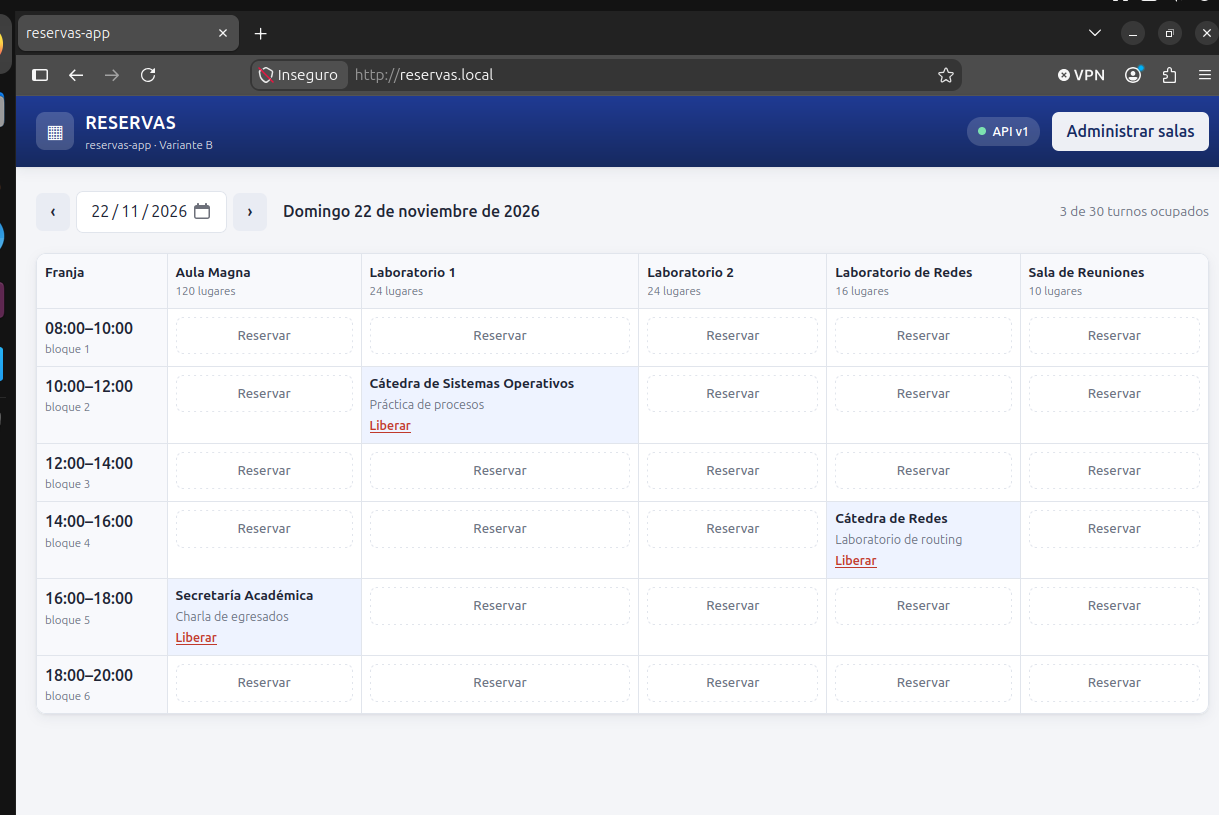 reservas-app
VPN
Inseguro http://reservas.local
RESERVAS
reservas-app · Variante B
API v1
Administrar salas
‹ 22/11/2026 › Domingo 22 de noviembre de 2026 3 de 30 turnos ocupados
Franja Aula Magna Laboratorio 1 Laboratorio 2 Laboratorio de Redes Sala de Reuniones
120 lugares 24 lugares 24 lugares 16 lugares 10 lugares
08:00–10:00 Reservar Reservar Reservar Reservar Reservar
bloque 1
10:00–12:00 Reservar Cátedra de Sistemas Operativos Reservar Reservar Reservar
bloque 2 Práctica de procesos
Liberar
12:00–14:00 Reservar Reservar Reservar Reservar Reservar
bloque 3
14:00–16:00 Reservar Reservar Reservar Cátedra de Redes Reservar
bloque 4 Laboratorio de routing
Liberar
16:00–18:00 Secretaría Académica Reservar Reservar Reservar Reservar
bloque 5 Charla de egresados
Liberar
18:00–20:00 Reservar Reservar Reservar Reservar Reservar
bloque 6